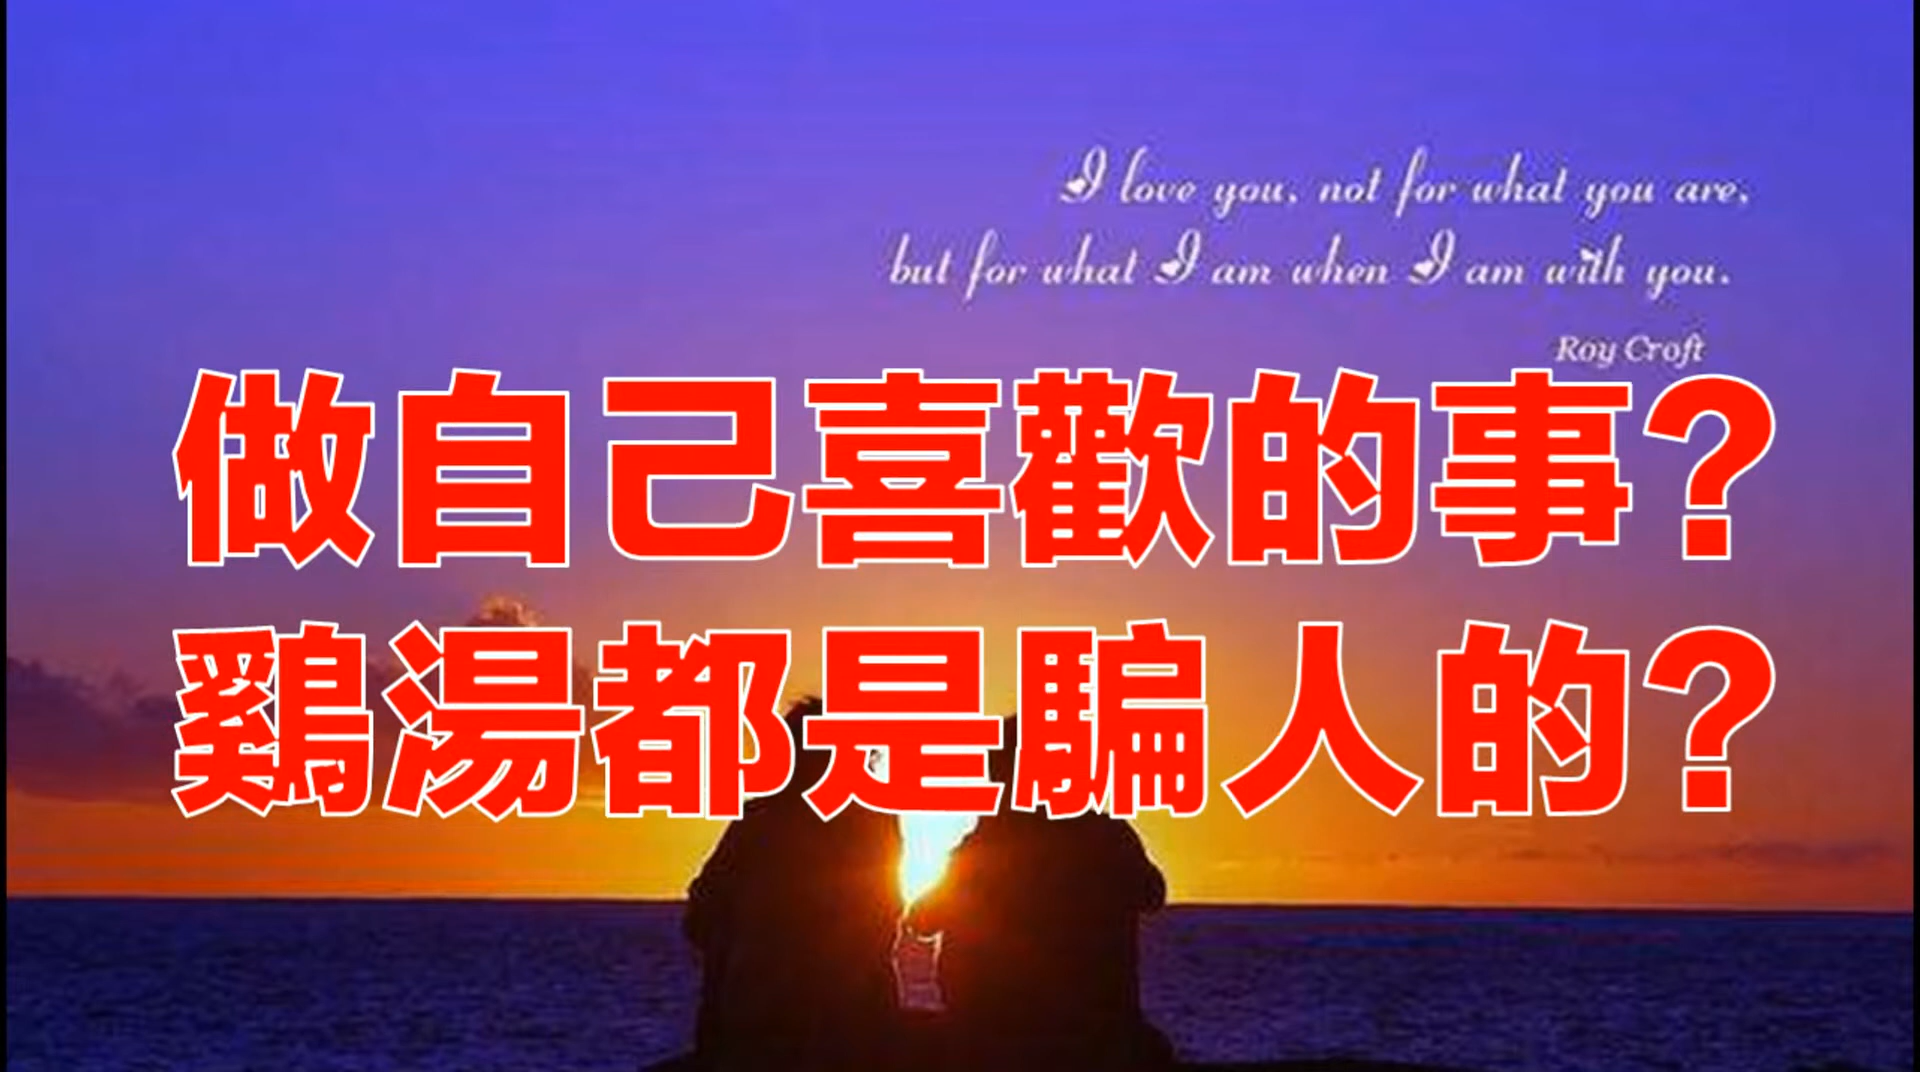 I love you, not for what you are,
but for what I am when I am with you.
Roy Croft
做自己喜歡的事?
鷄湯都是騙人的?